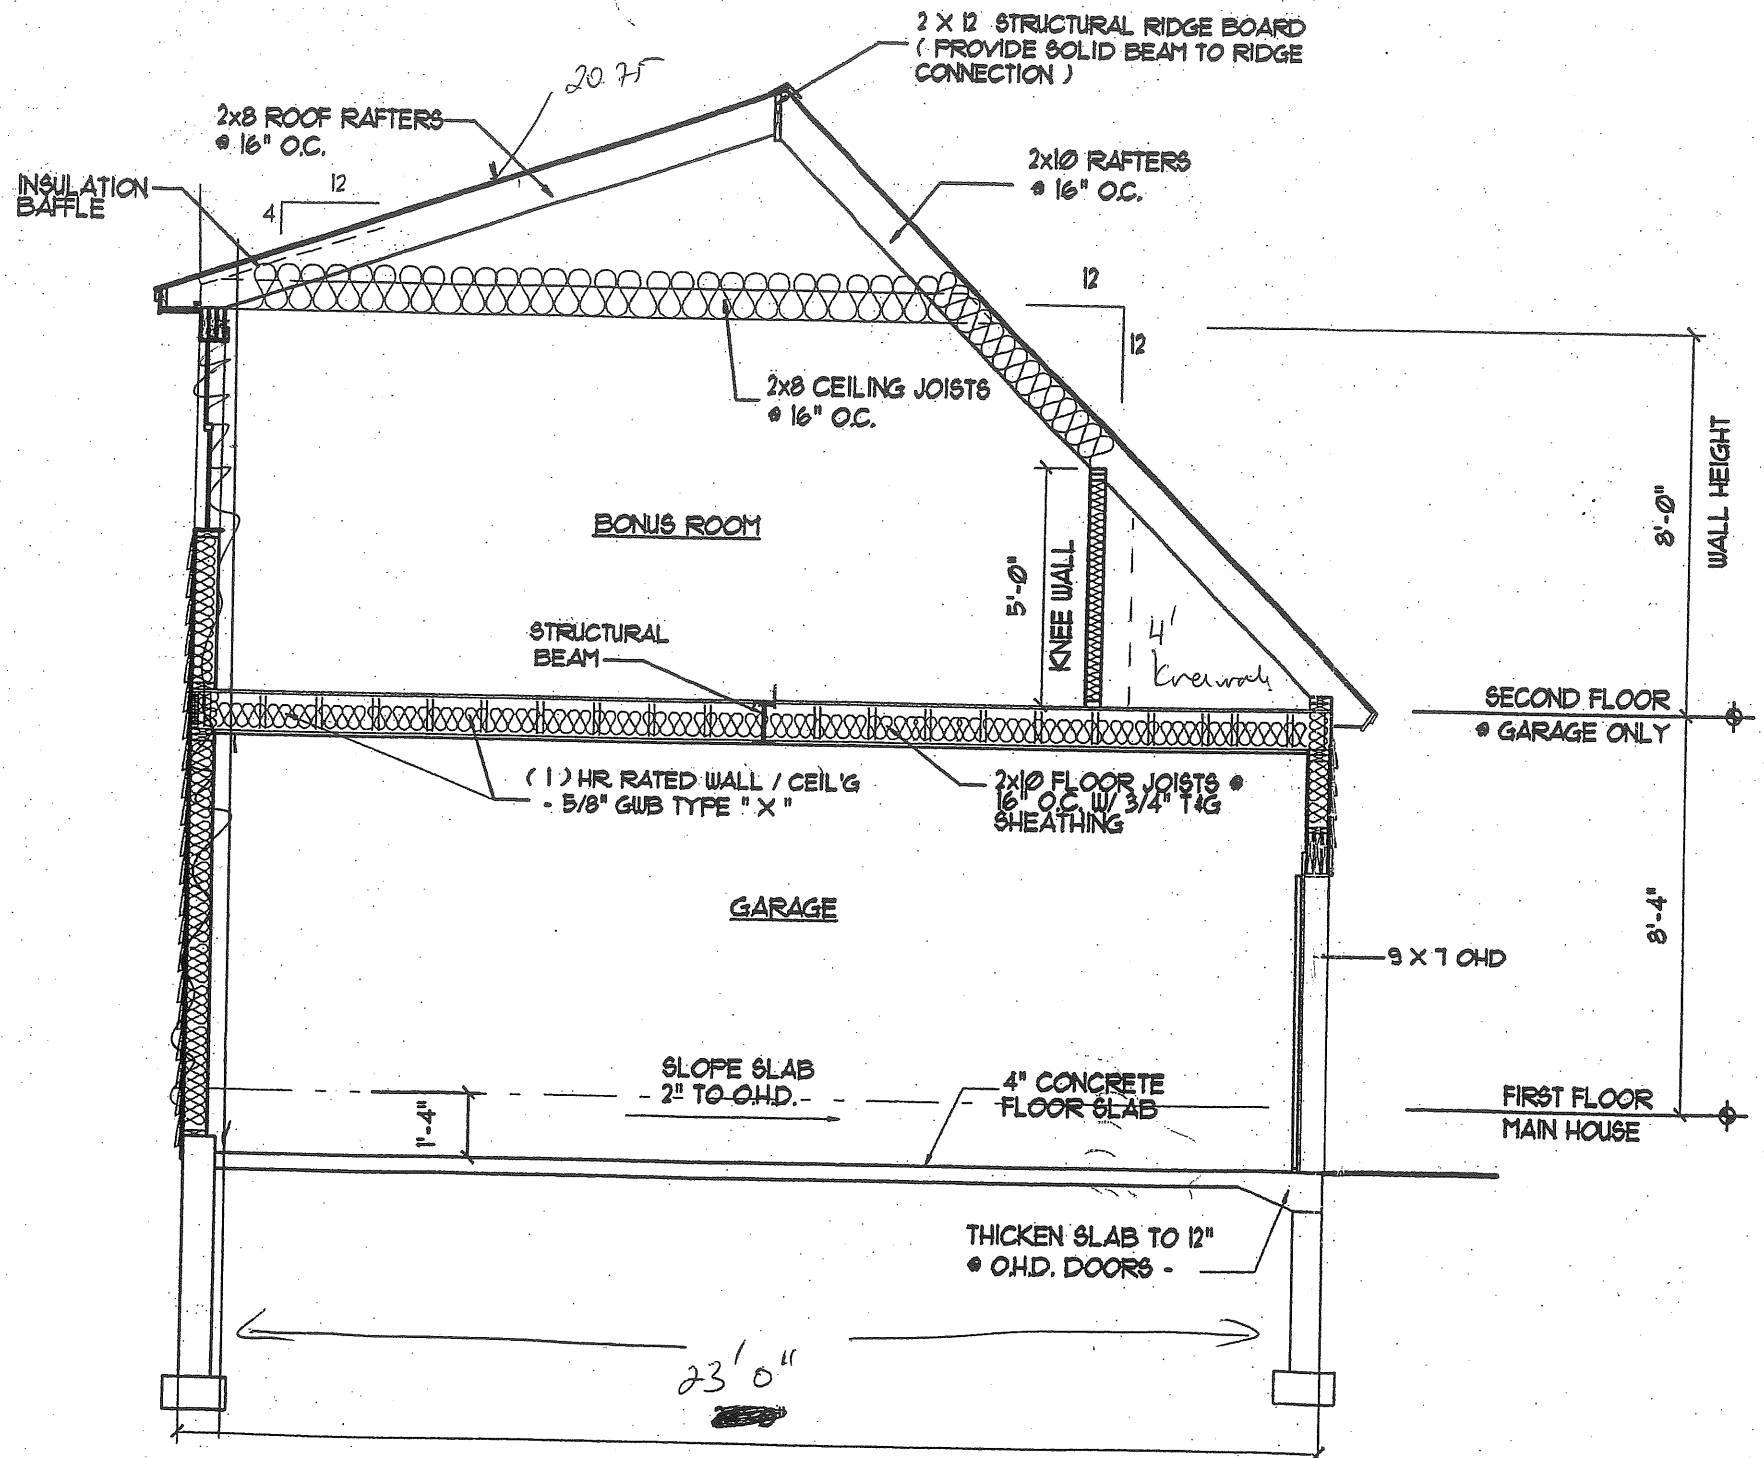 2 X 12 STRUCTURAL RIDGE BOARD
( PROVIDE SOLID BEAM TO RIDGE
CONNECTION )
20.75
2x8 ROOF RAFTERS
@ 16" O.C.
2x10 RAFTERS
@ 16" O.C.
INSULATION
BAFFLE
12
4
12
12
2x8 CEILING JOISTS
@ 16" O.C.
WALL HEIGHT
8'-0"
BONUS ROOM
5'-0"
KNEE WALL
4'
Kneewall
STRUCTURAL
BEAM
SECOND FLOOR
@ GARAGE ONLY
( 1 ) HR RATED WALL / CEIL'G
- 5/8" GWB TYPE " X "
2x10 FLOOR JOISTS @
16" O.C. W/ 3/4" T&G
SHEATHING
GARAGE
8'-4"
9 X 7 OHD
SLOPE SLAB
2" TO O.H.D.
4" CONCRETE
FLOOR SLAB
1'-4"
FIRST FLOOR
MAIN HOUSE
THICKEN SLAB TO 12"
@ O.H.D. DOORS -
23'0"